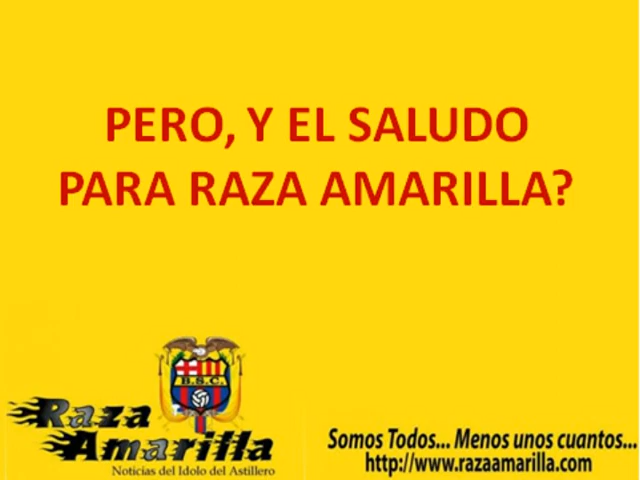 PERO, Y EL SALUDO
PARA RAZA AMARILLA?
B.S.C.
Raza
Amarilla
Noticias del Idolo del Astillero
Somos Todos... Menos unos cuantos...
http://www.razaamarilla.com